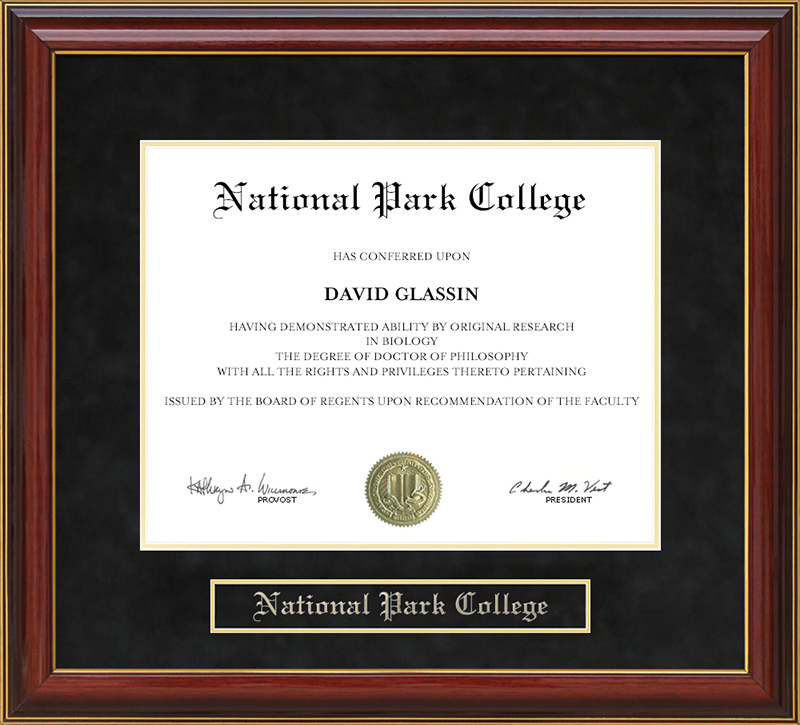 National Park College
HAS CONFERRED UPON
DAVID GLASSIN
HAVING DEMONSTRATED ABILITY BY ORIGINAL RESEARCH
IN BIOLOGY
THE DEGREE OF DOCTOR OF PHILOSOPHY
WITH ALL THE RIGHTS AND PRIVILEGES THERETO PERTAINING
ISSUED BY THE BOARD OF REGENTS UPON RECOMMENDATION OF THE FACULTY
PROVOST
Charles M. Vest
PRESIDENT
National Park College